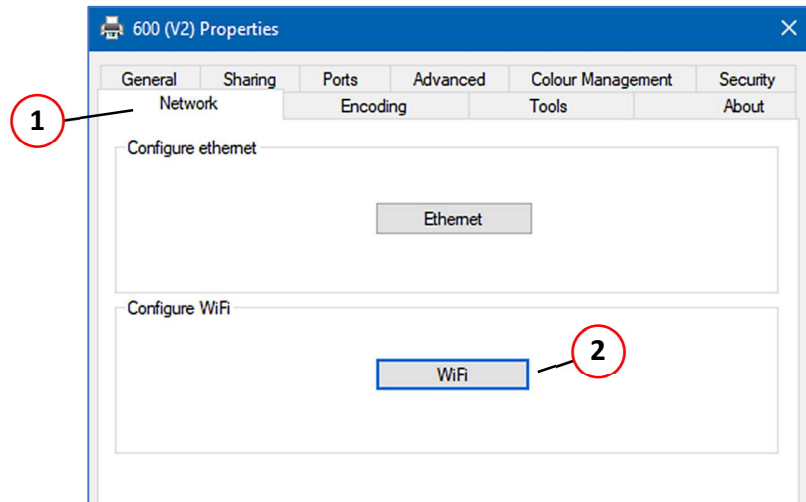 600 (V2) Properties
General Sharing Ports Advanced Colour Management Security
1 Network Encoding Tools About
Configure ethernet
Ethernet
Configure WiFi
WiFi 2